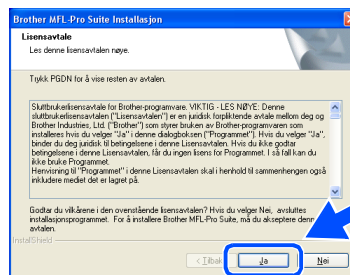 Brother MFL-Pro Suite Installasjon
Lisensavtale
Les denne lisensavtalen nøye.
Trykk PGDN for å vise resten av avtalen.
Sluttbrukerlisensavtale for Brother-programvare. VIKTIG - LES NØYE: Denne
sluttbrukerlisensavtalen ("Lisensavtalen") er en juridisk forpliktende avtale mellom deg og
Brother Industries, Ltd. ("Brother") som styrer bruken av Brother-programvaren som
installeres hvis du velger "Ja" i denne dialogboksen ("Programmet"). Hvis du velger "Ja",
binder du deg juridisk til betingelsene i denne Lisensavtalen. Hvis du ikke godtar
betingelsene i denne Lisensavtalen, får du ingen lisens for Programmet. I så fall kan du
ikke bruke Programmet.
Henvisning til "Programmet" i denne Lisensavtalen skal i henhold til sammenhengen også
inkludere mediet det er lagret på.
Godtar du vilkårene i den ovenstående lisensavtalen? Hvis du velger Nei, avsluttes
installasjonsprogrammet. For å installere Brother MFL-Pro Suite, må du akseptere denne
avtalen.
InstallShield
< Tilbake
Ja
Nei